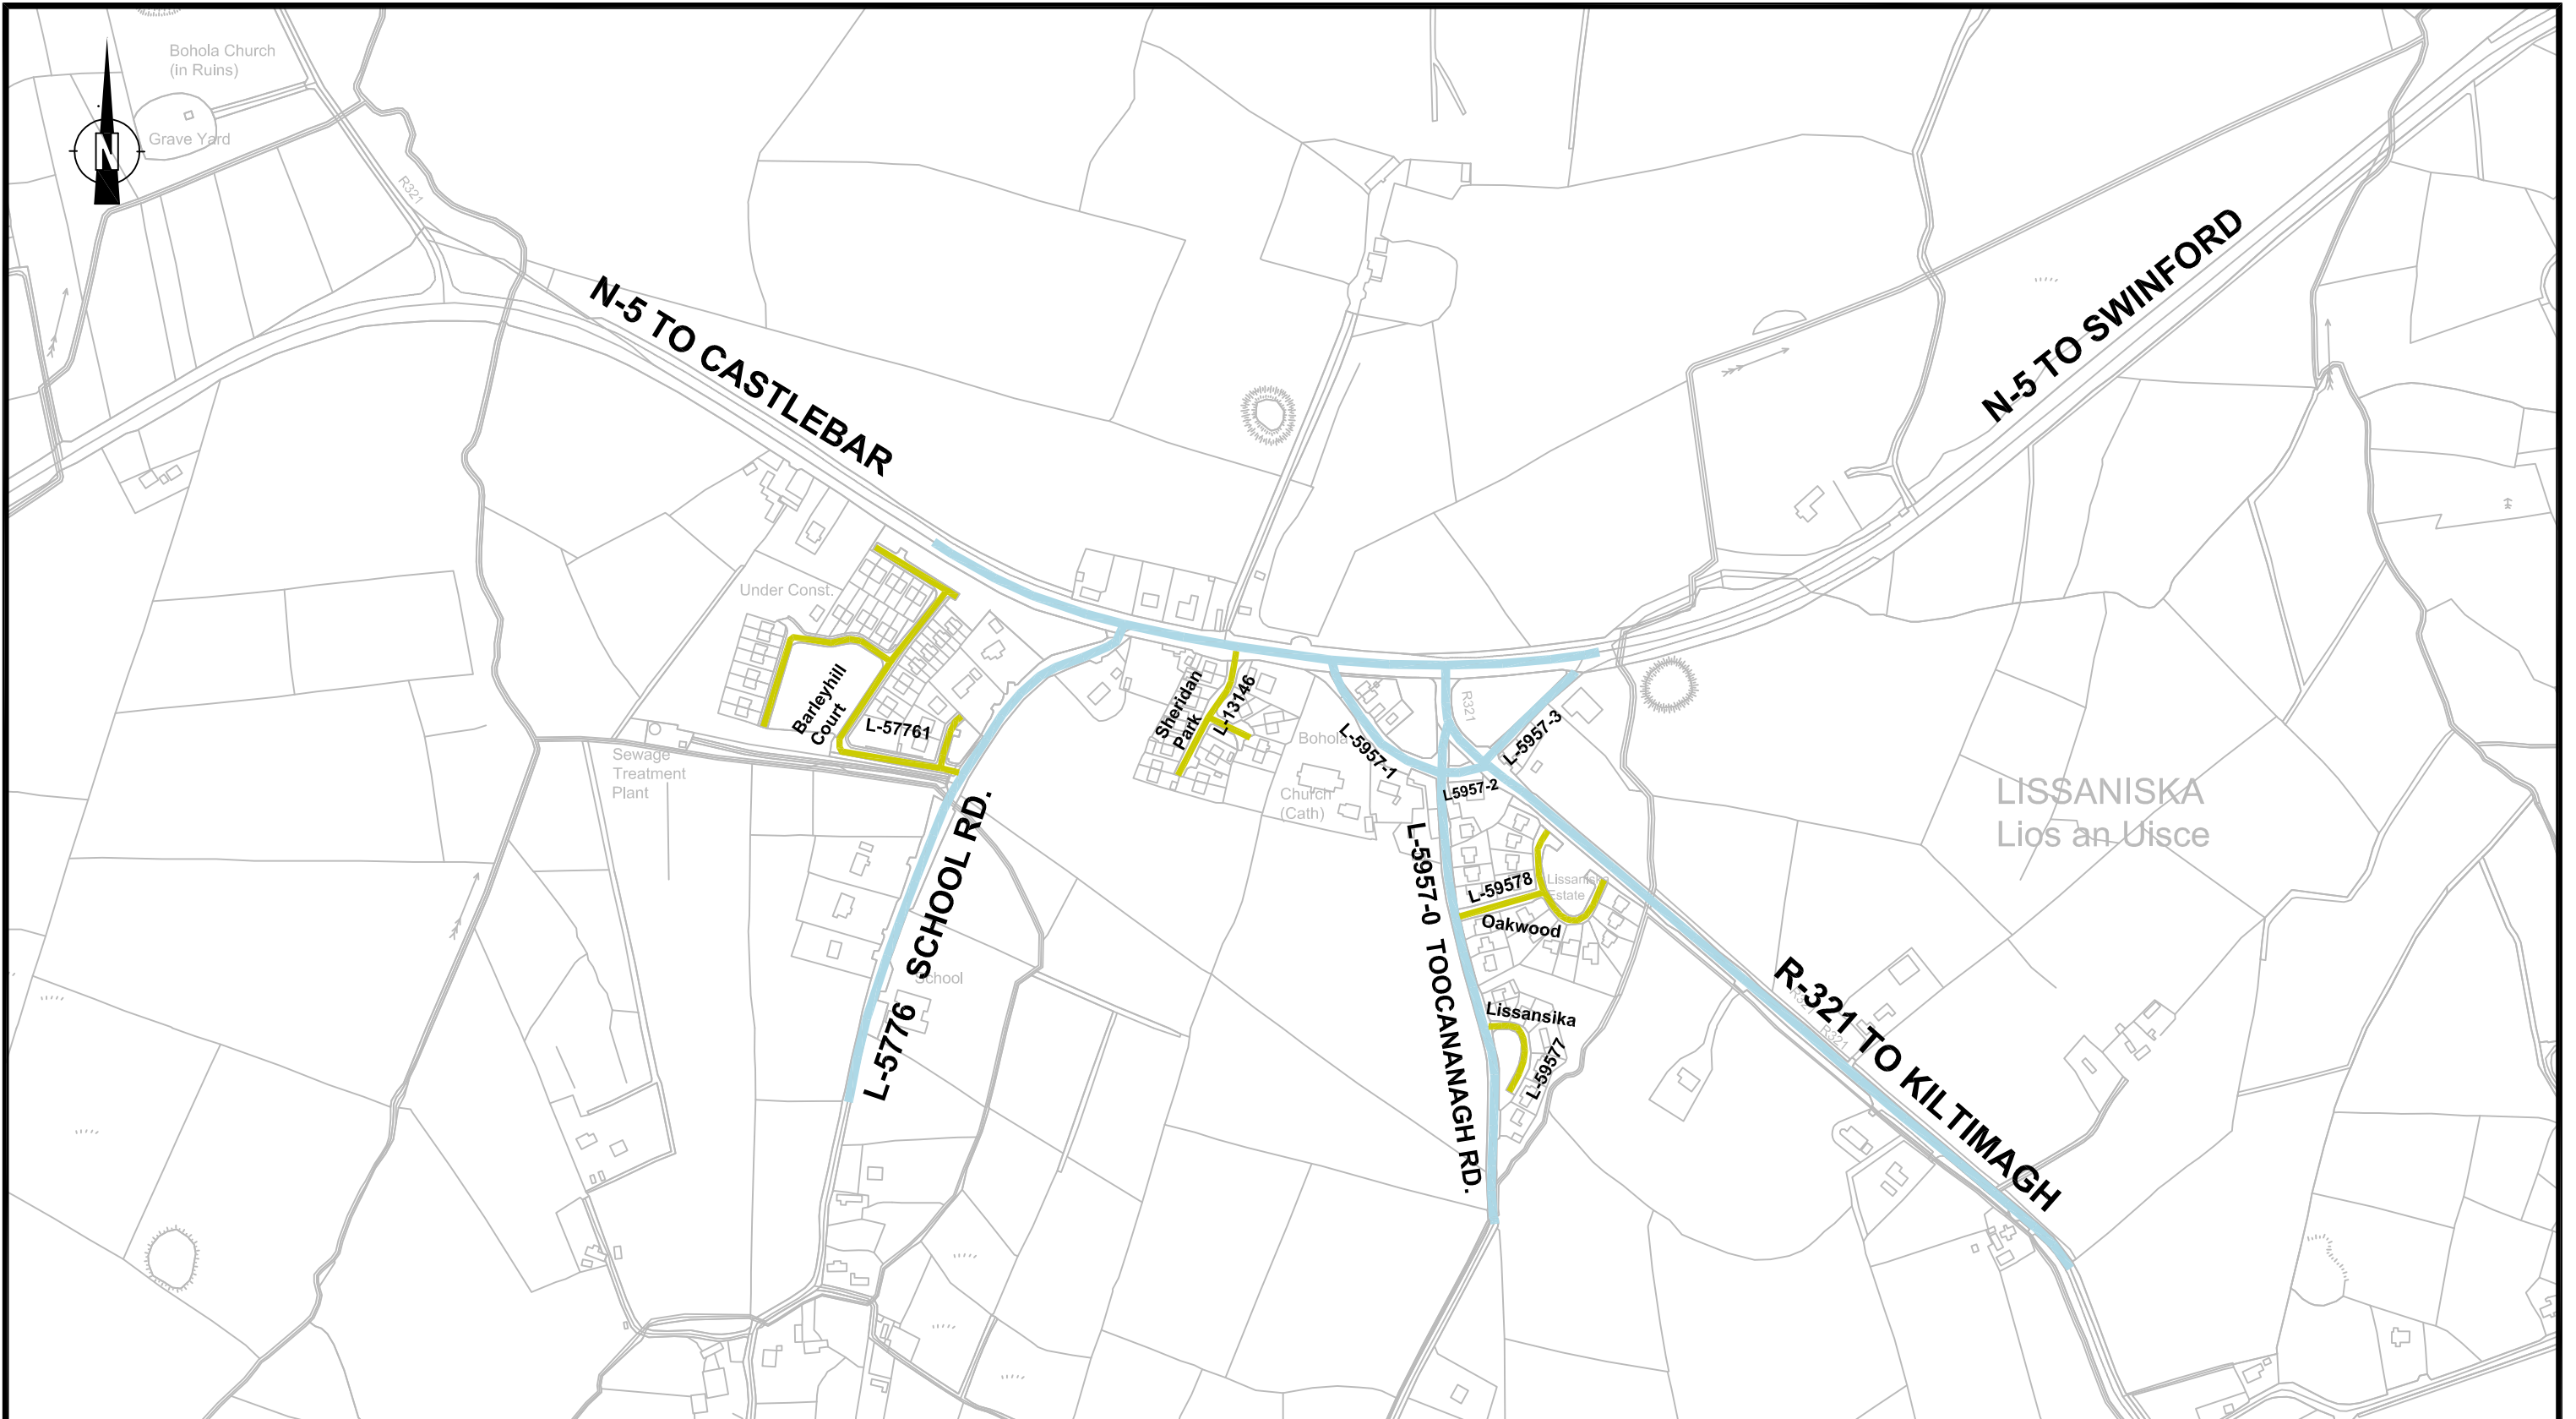 Bohola Church
(in Ruins)
Grave Yard
N
R321
N-5 TO CASTLEBAR
N-5 TO SWINFORD
Under Const.
Barleyhill
Court
L-57761
Sewage
Treatment
Plant
Sheridan
Park
L-13146
R321
Bohola
L-5957-1
L-5957-3
L5957-2
Church
(Cath)
LISSANISKA
Lios an Uisce
L-5776 SCHOOL RD.
School
L-5957-0 TOOCANANAGH RD.
L-59578
Lissaniska
Estate
Oakwood
Lissansika
L-59577
R-321 TO KILTIMAGH
R321
R321